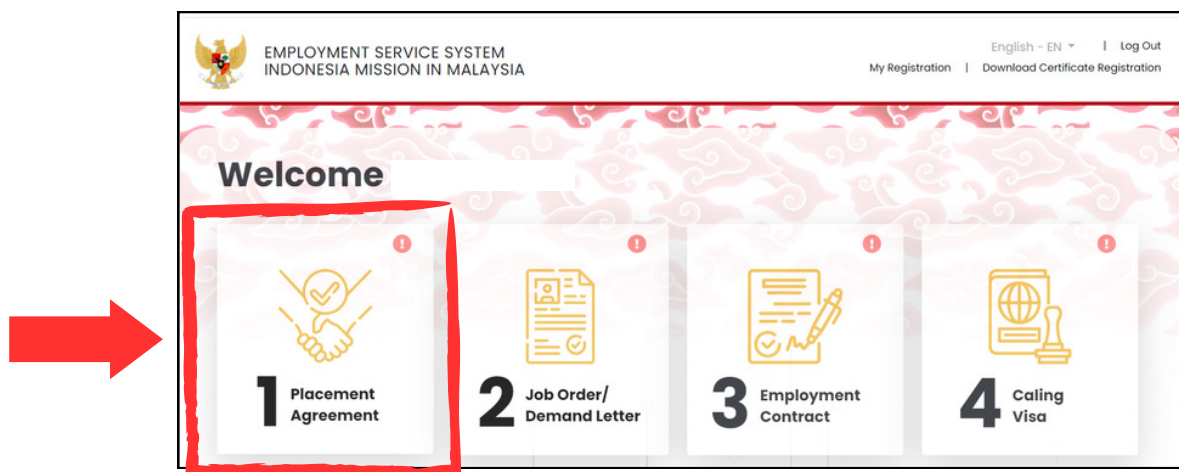 EMPLOYMENT SERVICE SYSTEM
INDONESIA MISSION IN MALAYSIA
English - EN | Log Out
My Registration | Download Certificate Registration
Welcome
1 Placement
Agreement
2 Job Order/
Demand Letter
3 Employment
Contract
4 Caling
Visa